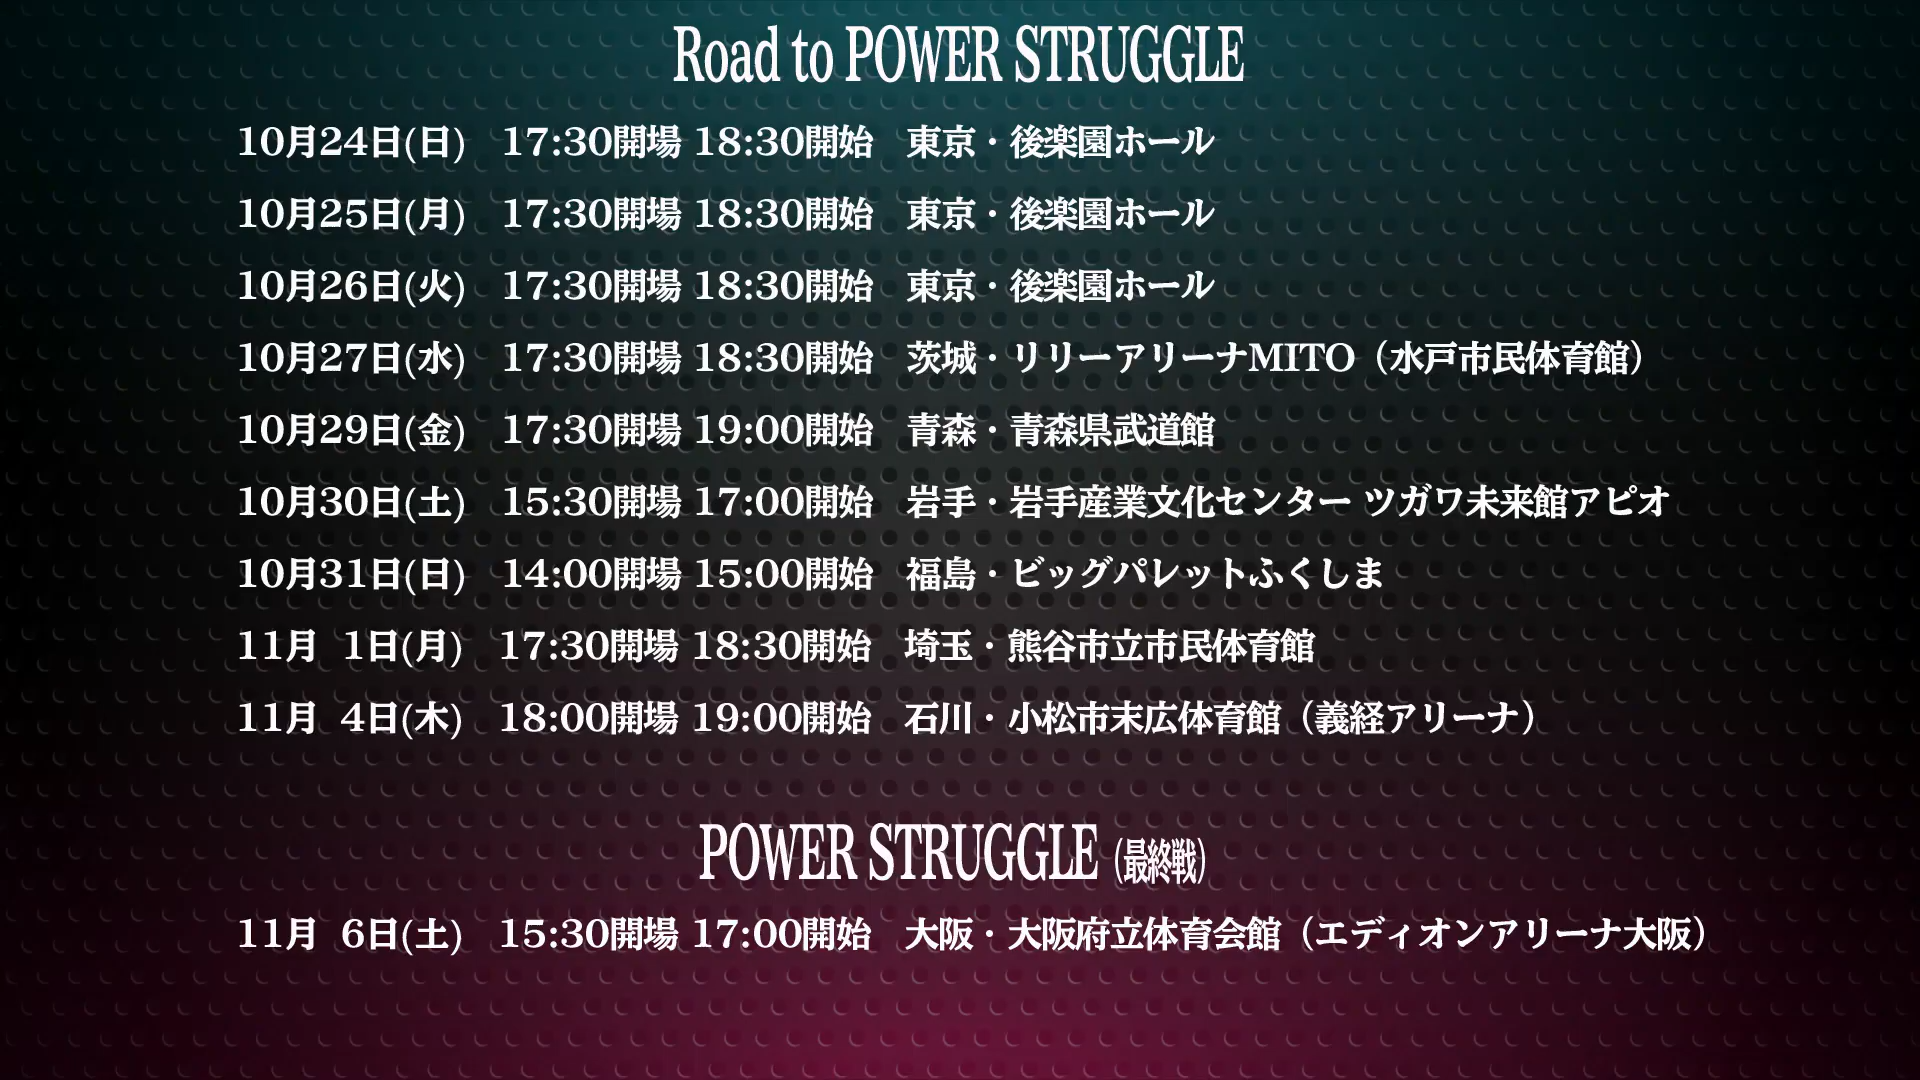 Road to POWER STRUGGLE
10月24日(日) 17:30開場 18:30開始 東京・後楽園ホール
10月25日(月) 17:30開場 18:30開始 東京・後楽園ホール
10月26日(火) 17:30開場 18:30開始 東京・後楽園ホール
10月27日(水) 17:30開場 18:30開始 茨城・リリーアリーナMITO（水戸市民体育館）
10月29日(金) 17:30開場 19:00開始 青森・青森県武道館
10月30日(土) 15:30開場 17:00開始 岩手・岩手産業文化センター ツガワ未来館アピオ
10月31日(日) 14:00開場 15:00開始 福島・ビッグパレットふくしま
11月 1日(月) 17:30開場 18:30開始 埼玉・熊谷市立市民体育館
11月 4日(木) 18:00開場 19:00開始 石川・小松市末広体育館（義経アリーナ）
POWER STRUGGLE（最終戦）
11月 6日(土) 15:30開場 17:00開始 大阪・大阪府立体育会館（エディオンアリーナ大阪）